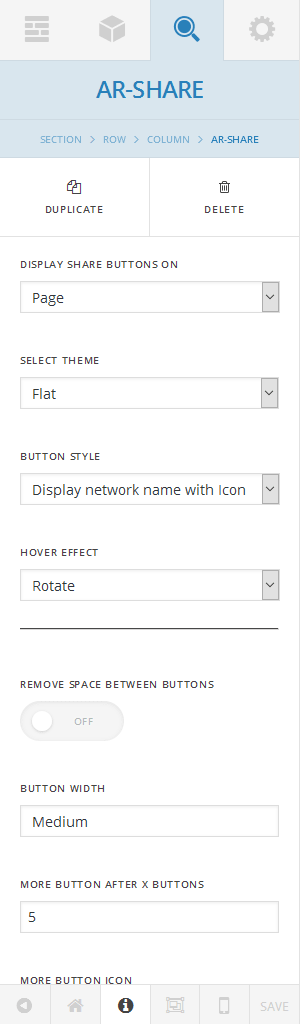 AR-SHARE
SECTION > ROW > COLUMN > AR-SHARE
DUPLICATE DELETE
DISPLAY SHARE BUTTONS ON
Page
SELECT THEME
Flat
BUTTON STYLE
Display network name with Icon
HOVER EFFECT
Rotate
REMOVE SPACE BETWEEN BUTTONS
OFF
BUTTON WIDTH
Medium
MORE BUTTON AFTER X BUTTONS
5
MORE BUTTON ICON
SAVE